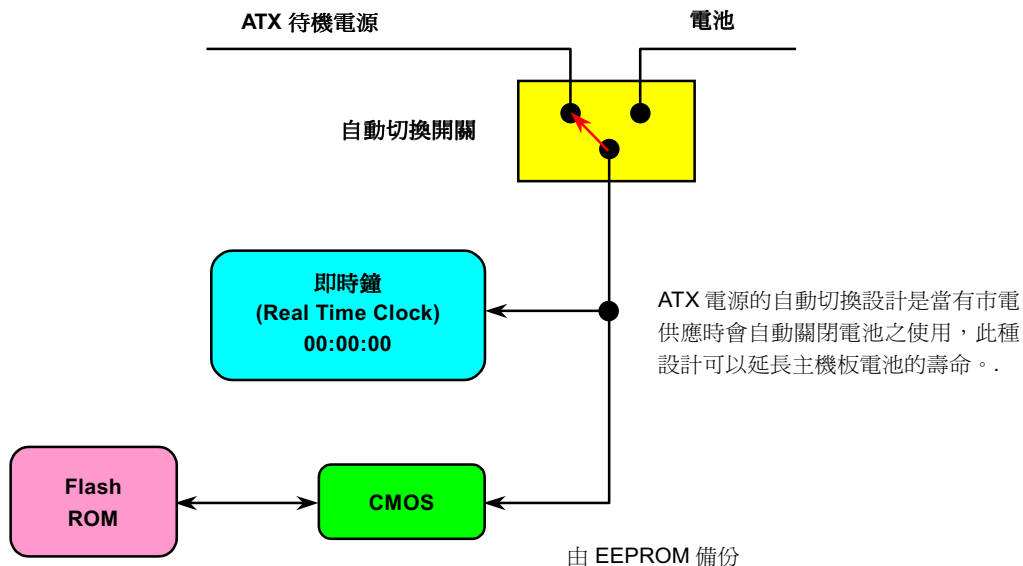 ATX 待機電源
電池
自動切換開關
即時鐘
(Real Time Clock)
00:00:00
ATX 電源的自動切換設計是當有市電
供應時會自動關閉電池之使用，此種
設計可以延長主機板電池的壽命。.
Flash
ROM
CMOS
由 EEPROM 備份